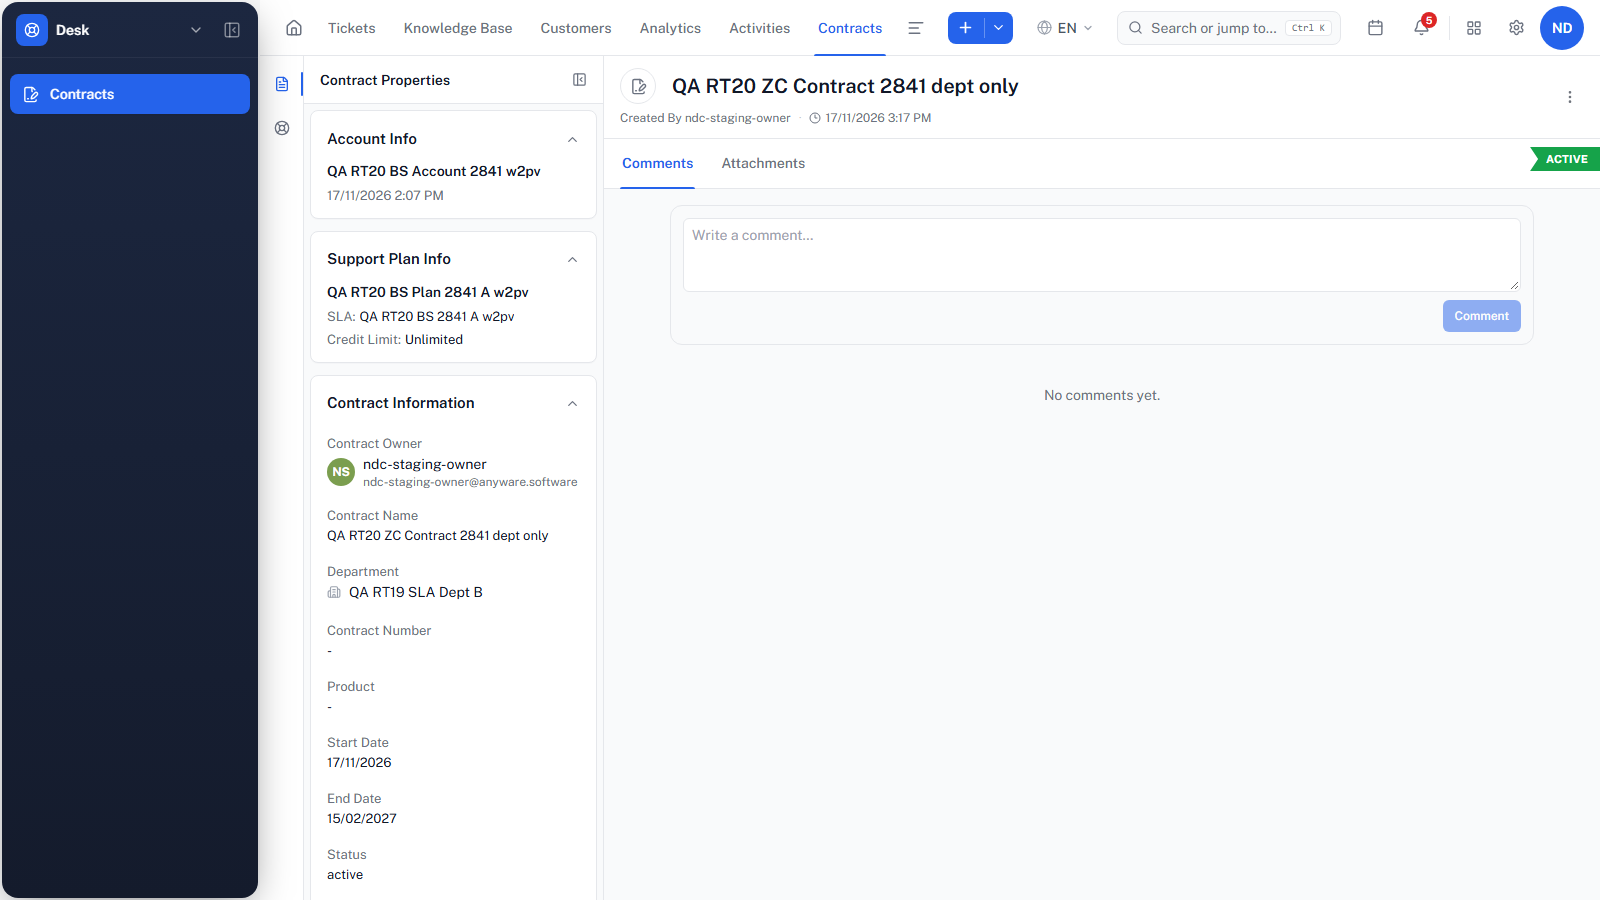 Desk
Contracts
Tickets
Knowledge Base
Customers
Analytics
Activities
Contracts
EN
Search or jump to...
Ctrl K
5
ND
Contract Properties
Account Info
QA RT20 BS Account 2841 w2pv
17/11/2026 2:07 PM
Support Plan Info
QA RT20 BS Plan 2841 A w2pv
SLA: QA RT20 BS 2841 A w2pv
Credit Limit: Unlimited
Contract Information
Contract Owner
NS
ndc-staging-owner
ndc-staging-owner@anyware.software
Contract Name
QA RT20 ZC Contract 2841 dept only
Department
QA RT19 SLA Dept B
Contract Number
-
Product
-
Start Date
17/11/2026
End Date
15/02/2027
Status
active
QA RT20 ZC Contract 2841 dept only
Created By ndc-staging-owner · 17/11/2026 3:17 PM
Comments
Attachments
ACTIVE
Write a comment...
Comment
No comments yet.